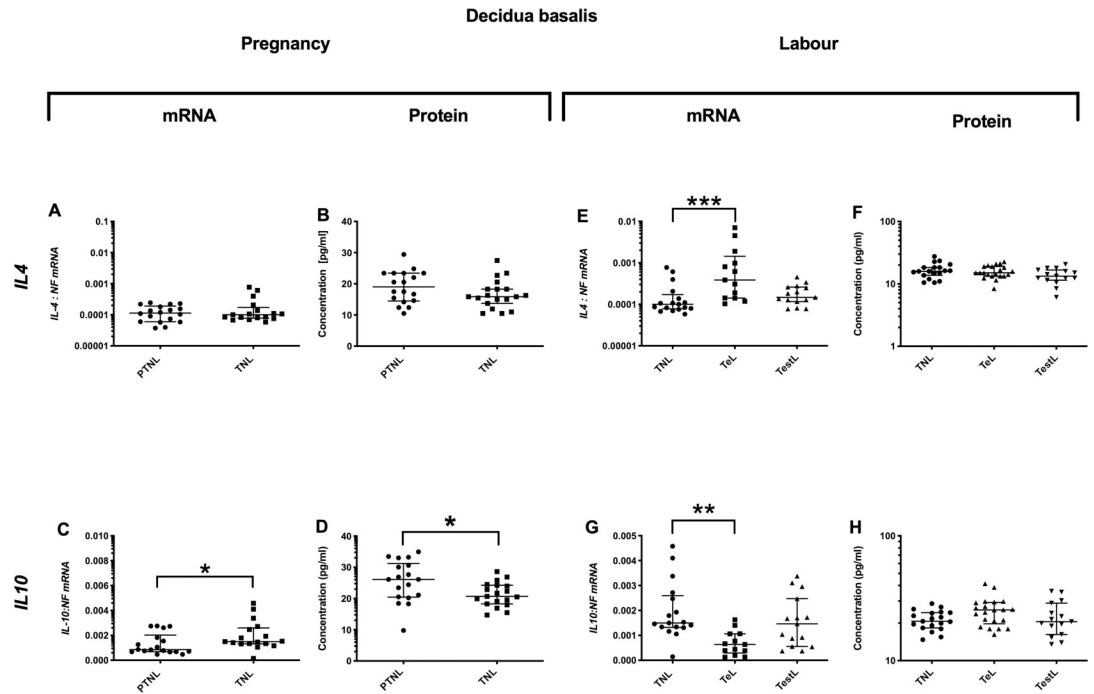 Decidua basalis
Pregnancy
Labour
mRNA
Protein
mRNA
Protein
IL4
A
IL-4 : NF mRNA
0.1
0.01
0.001
0.0001
0.00001
PTNL
TNL
B
Concentration [pg/ml]
40
30
20
10
0
PTNL
TNL
E
***
IL4 : NF mRNA
0.01
0.001
0.0001
0.00001
TNL
TeL
TestL
F
Concentration (pg/ml)
100
10
1
TNL
TeL
TestL
IL10
C
*
IL-10:NF mRNA
0.010
0.008
0.006
0.004
0.002
0.000
PTNL
TNL
D
*
Concentration (pg/ml)
40
30
20
10
0
PTNL
TNL
G
**
IL10:NF mRNA
0.005
0.004
0.003
0.002
0.001
0.000
TNL
TeL
TestL
H
Concentration (pg/ml)
100
10
TNL
TeL
TestL